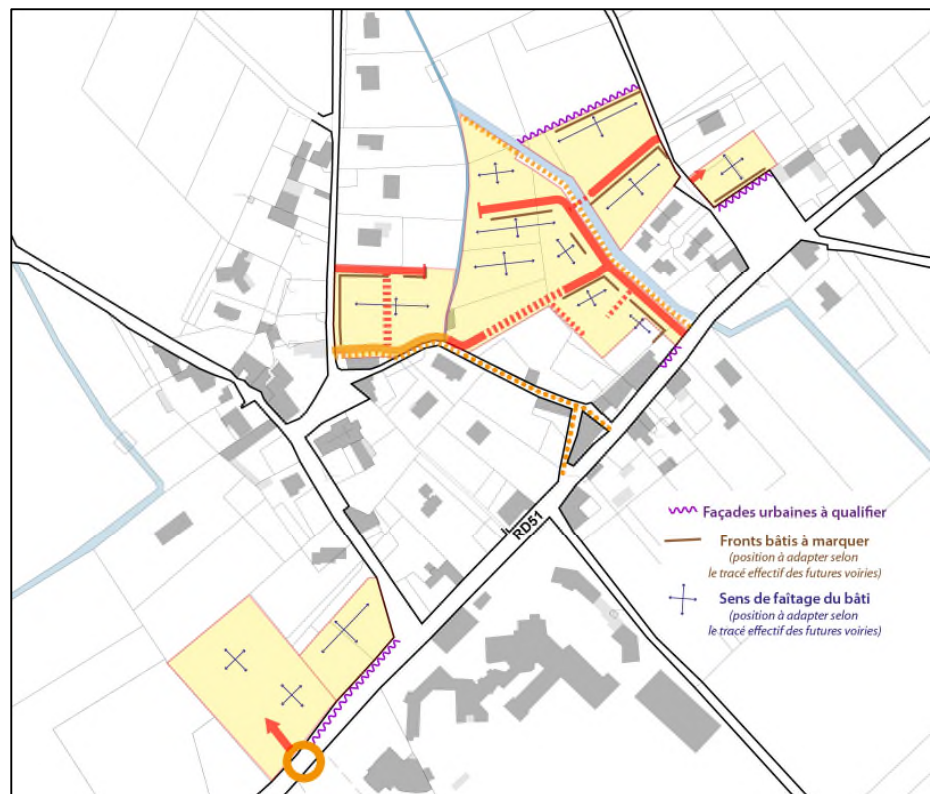 RD51
Façades urbaines à qualifier
Fronts bâtis à marquer
(position à adapter selon
le tracé effectif des futures voiries)
Sens de faîtage du bâti
(position à adapter selon
le tracé effectif des futures voiries)